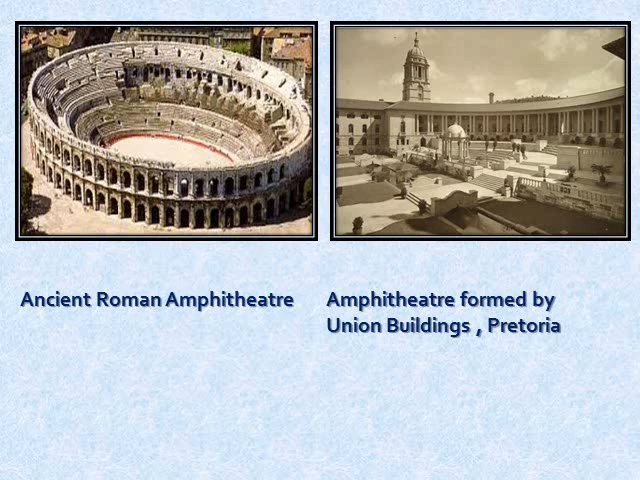 Ancient Roman Amphitheatre
Amphitheatre formed by
Union Buildings , Pretoria